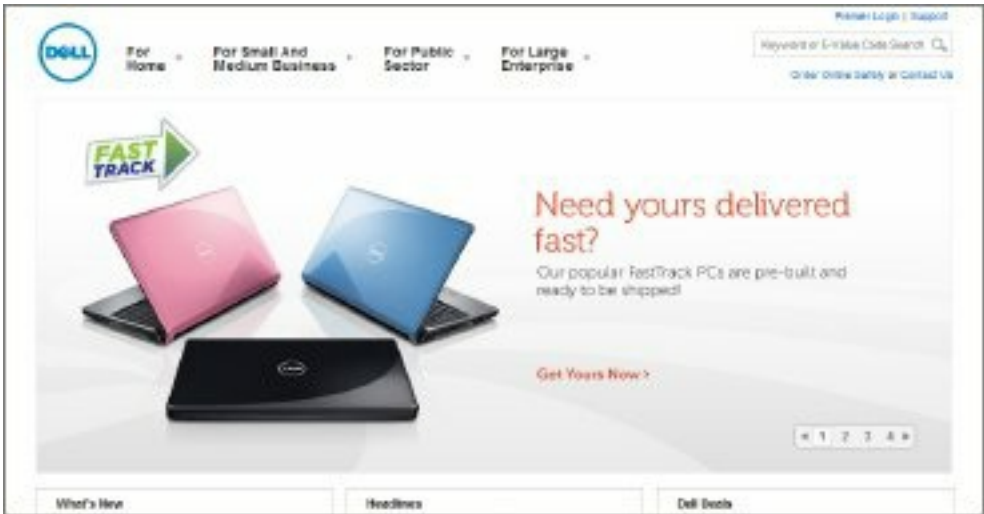 Premier Login | Support
DELL
For Home
For Small And Medium Business
For Public Sector
For Large Enterprise
Keyword or E-Value Code Search
Order Online Safely or Contact Us
FAST
TRACK
Need yours delivered
fast?
Our popular FastTrack PCs are pre-built and
ready to be shipped!
Get Yours Now >
« 1 2 3 4 »
What's New
Headlines
Dell Deals